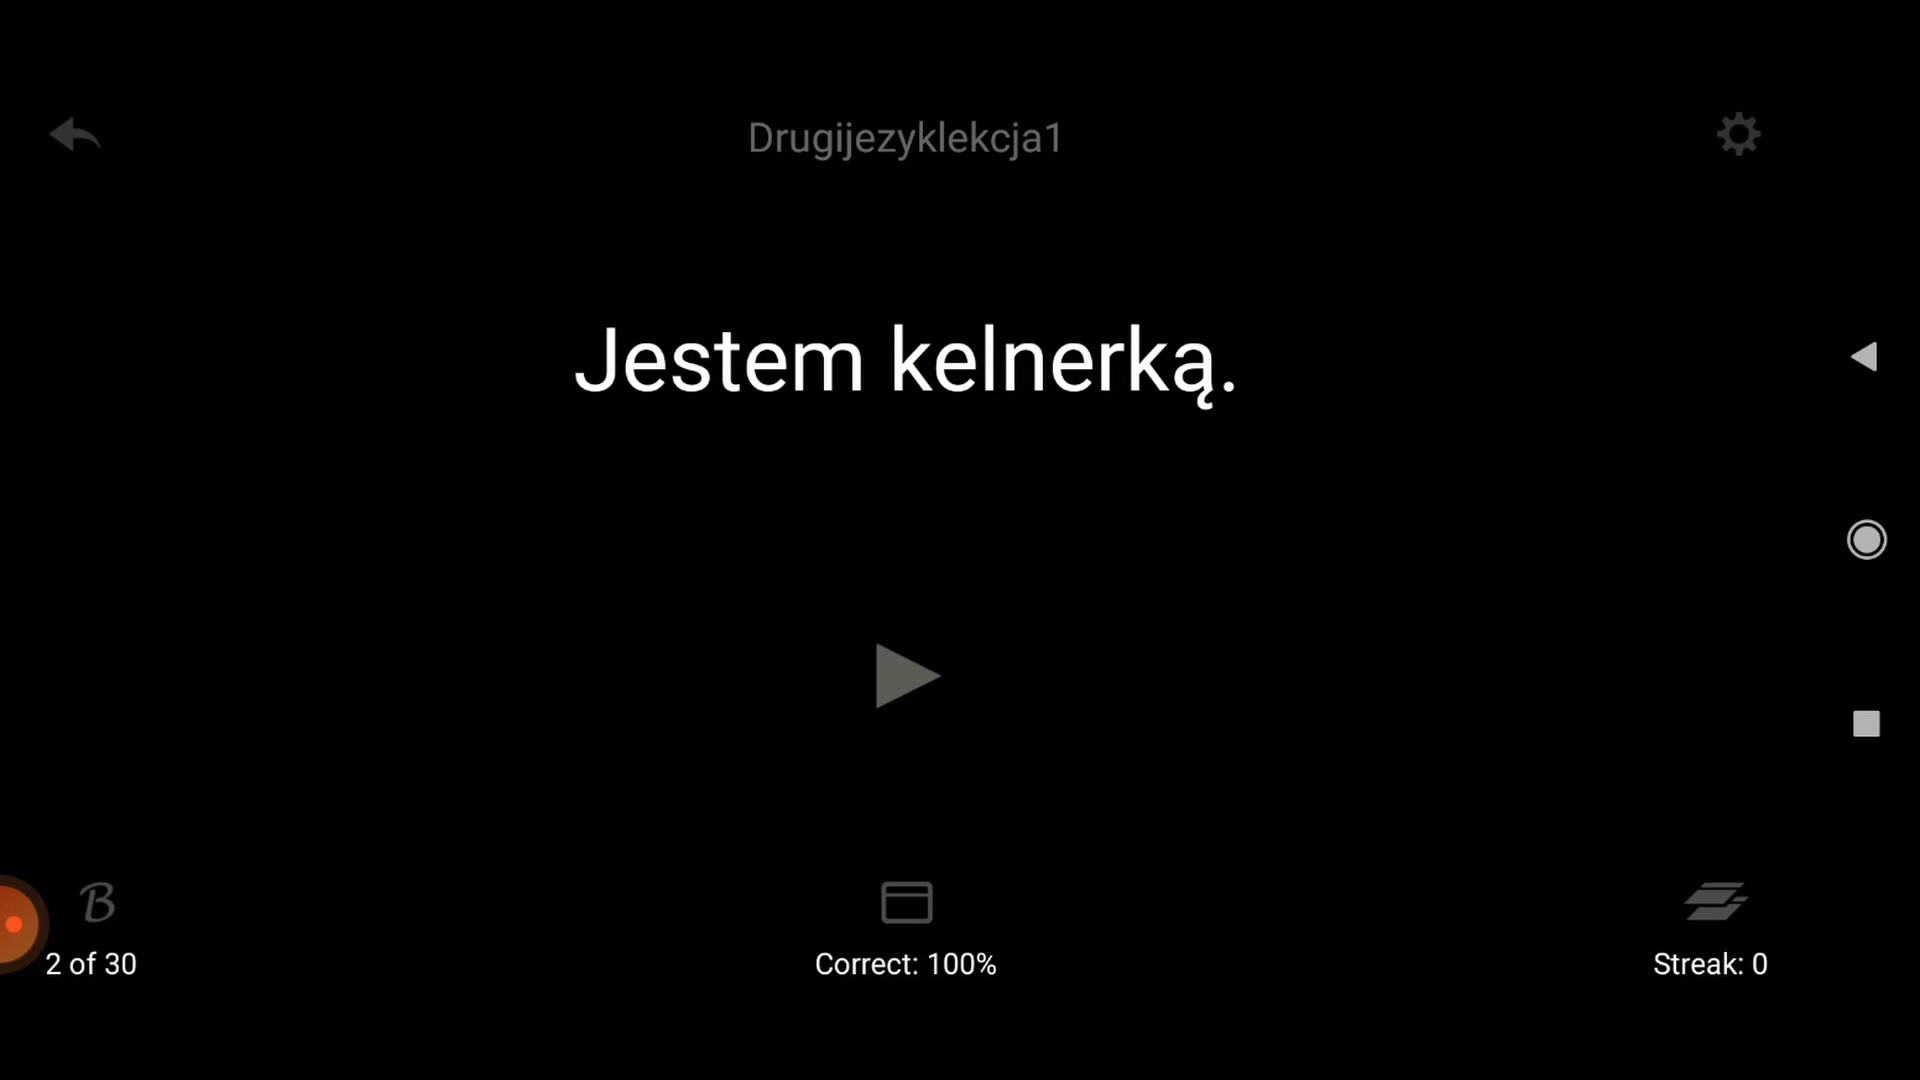 Drugijezyklekcja1
Jestem kelnerką.
B
2 of 30
Correct: 100%
Streak: 0